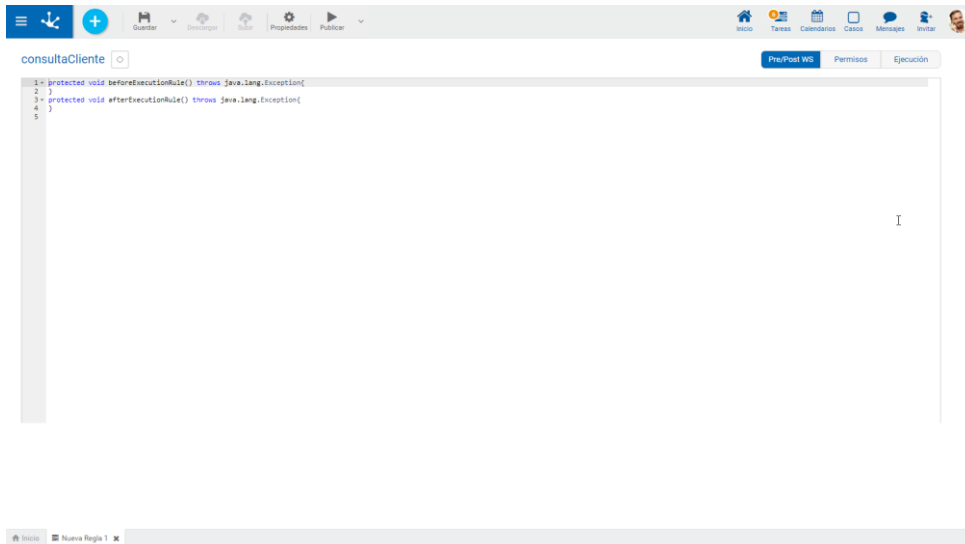 Guardar
Descargar
Subir
Propiedades
Publicar
Inicio
Tareas
Calendarios
Casos
Mensajes
Invitar
consultaCliente
Pre/Post WS
Permisos
Ejecución
1 protected void beforeExecutionRule() throws java.lang.Exception{
2 }
3 protected void afterExecutionRule() throws java.lang.Exception{
4 }
5
Inicio
Nueva Regla 1